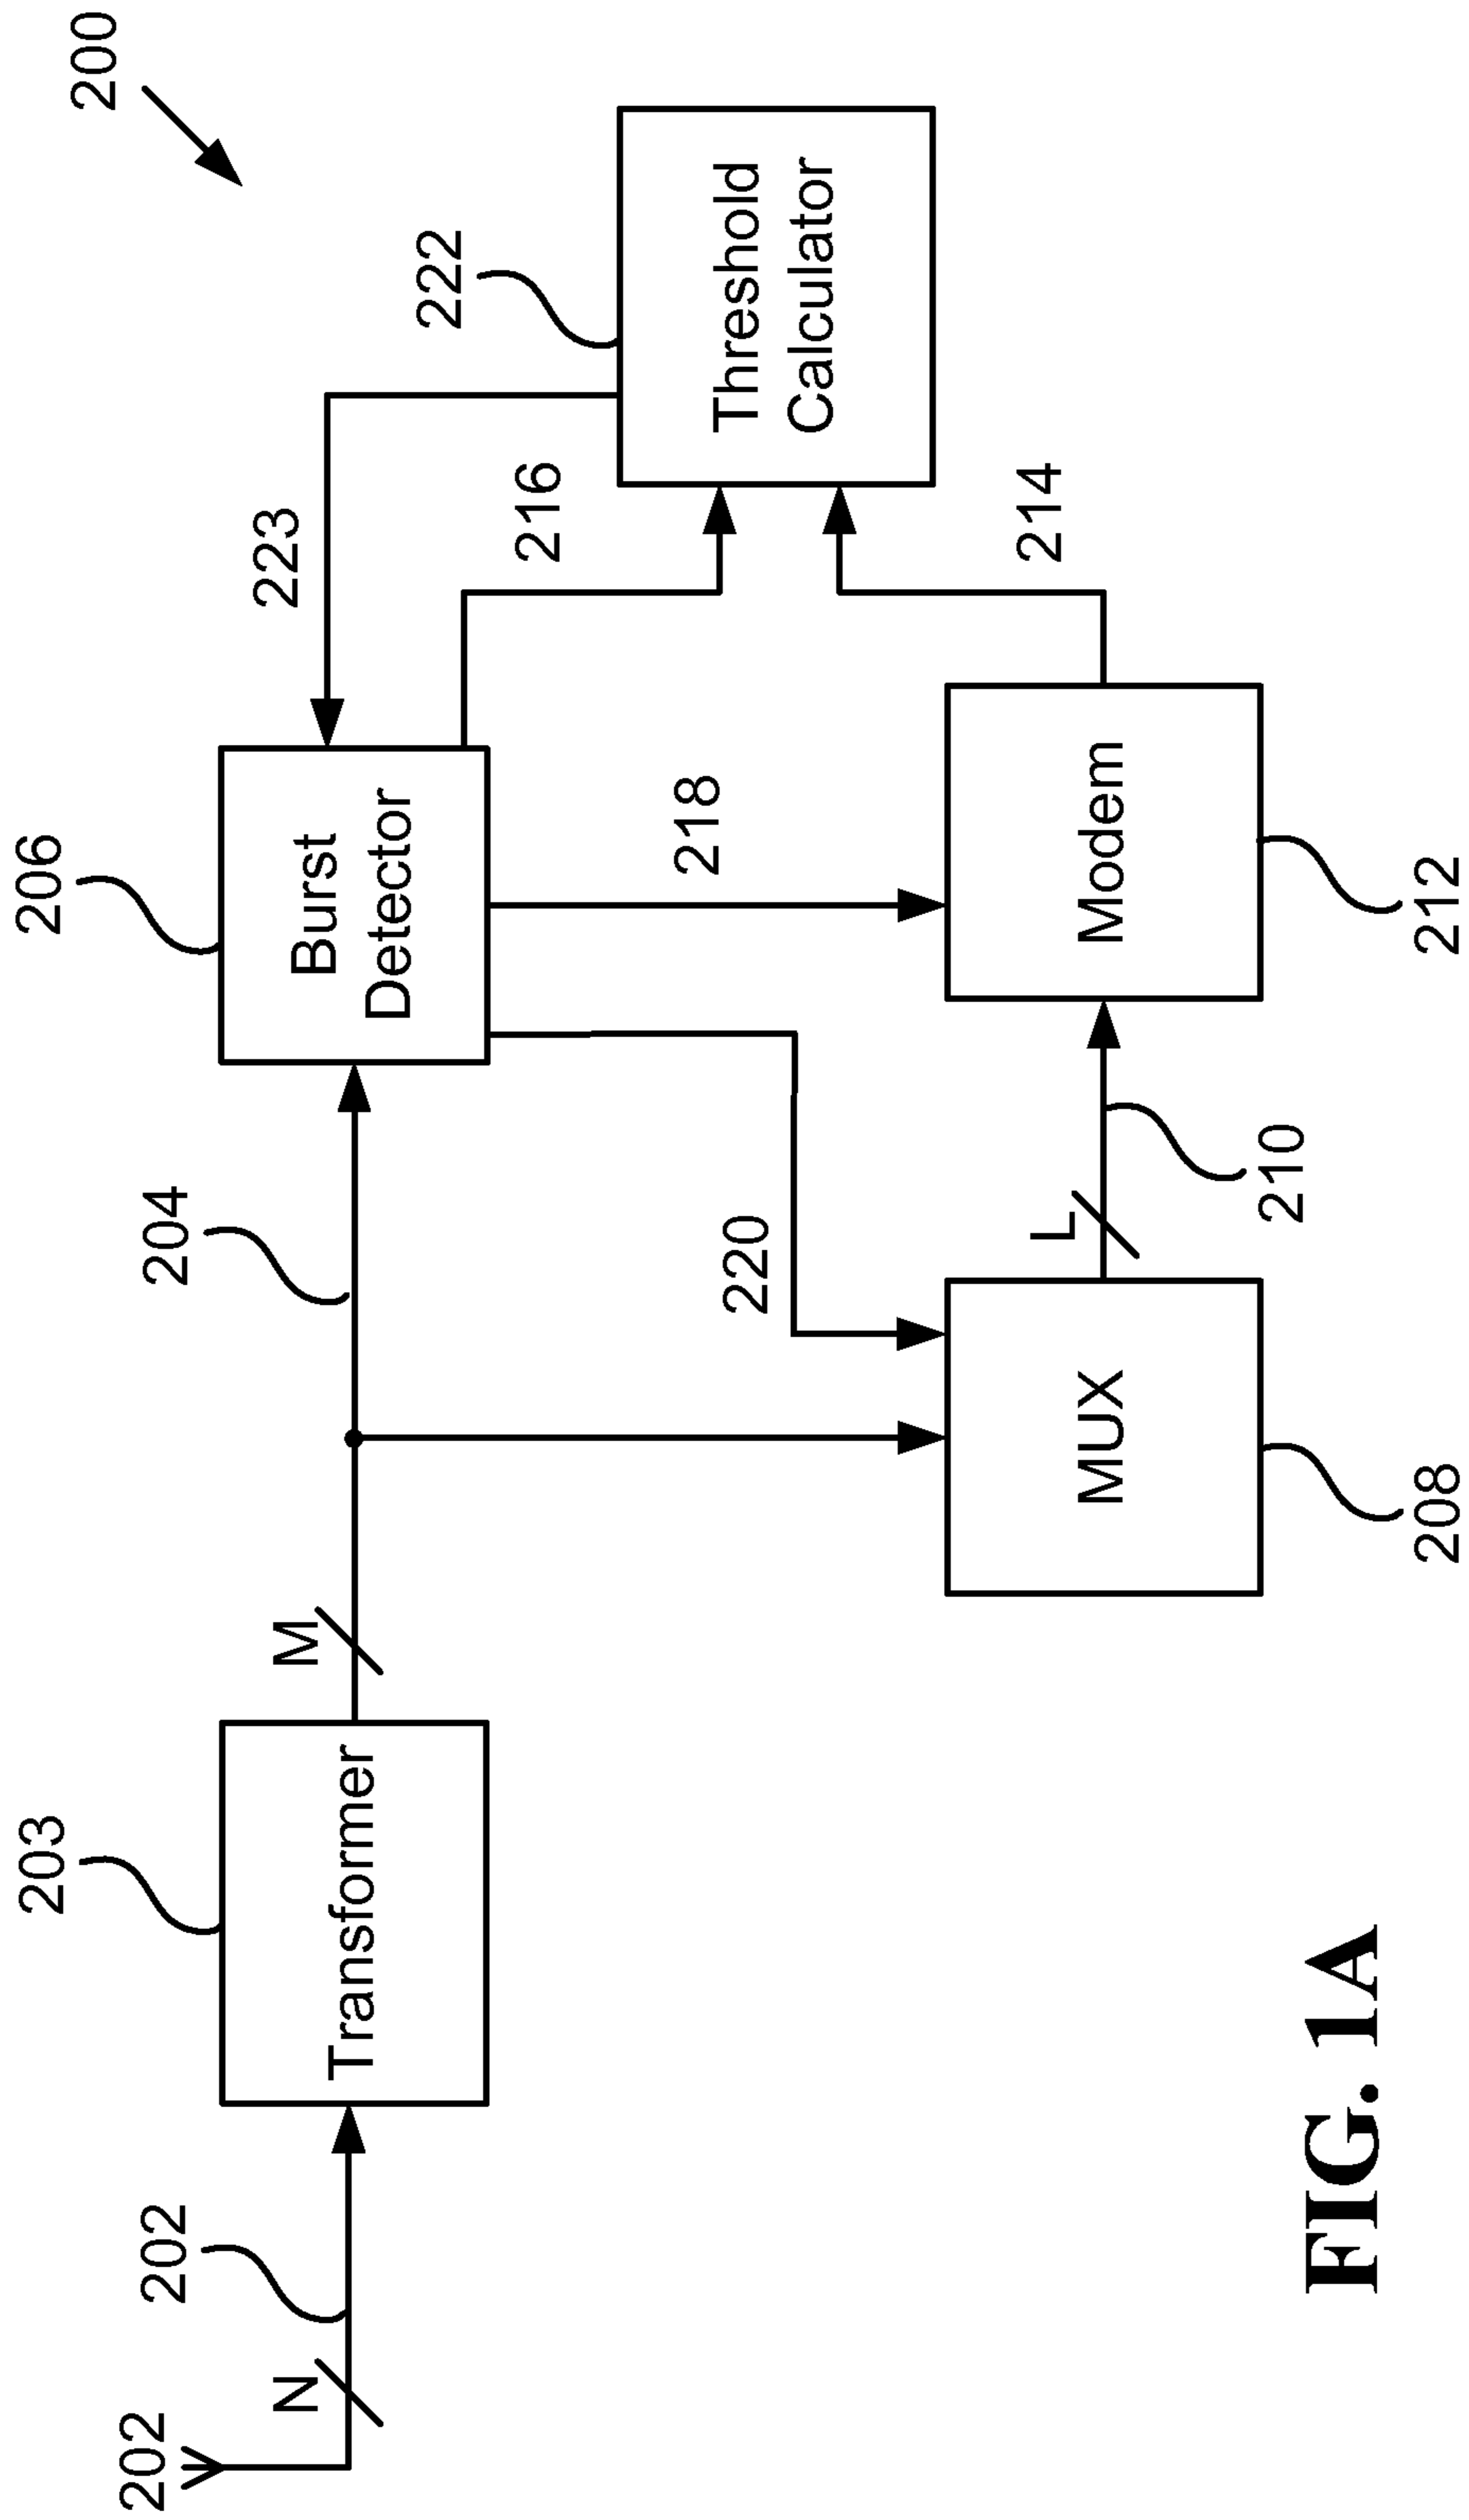 200
202
N
202
203
Transformer
M
204
206
Burst
Detector
223
216
222
Threshold
Calculator
218
220
214
MUX
208
L
210
Modem
212
FIG. 1A